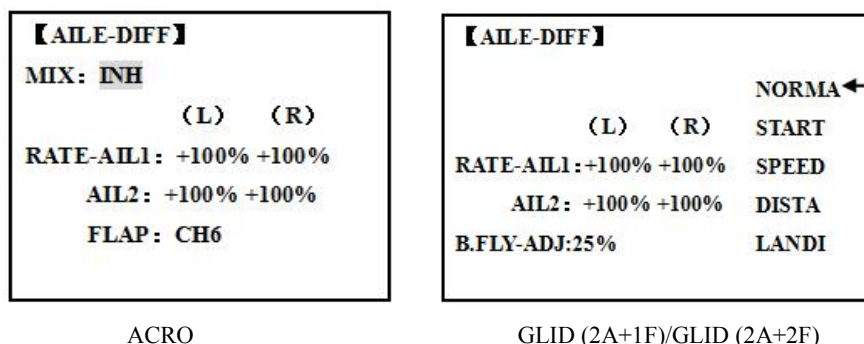 【AILE-DIFF】
MIX: INH
(L) (R)
RATE-AIL1: +100% +100%
AIL2: +100% +100%
FLAP: CH6
ACRO
【AILE-DIFF】
NORMA
(L) (R) START
RATE-AIL1:+100% +100% SPEED
AIL2: +100% +100% DISTA
B.FLY-ADJ:25% LANDI
GLID (2A+1F)/GLID (2A+2F)